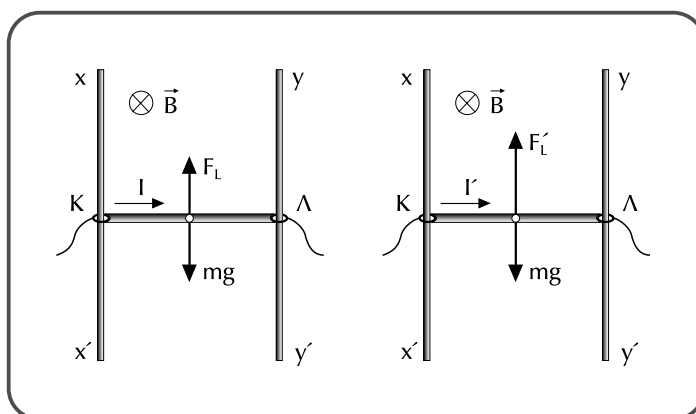 x y
⊗ B⃗
F_L
K I Λ
mg
x´ y´
x y
⊗ B⃗
F´_L
K I´ Λ
mg
x´ y´